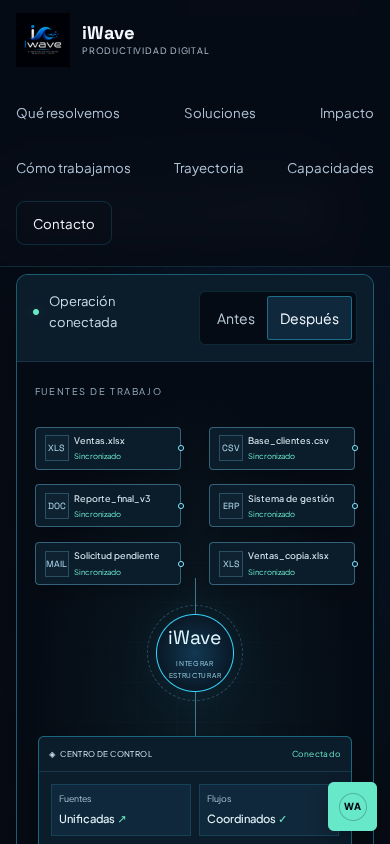 iWave
iWave
PRODUCTIVIDAD DIGITAL
Qué resolvemos
Soluciones
Impacto
Cómo trabajamos
Trayectoria
Capacidades
Contacto
Operación
conectada
Antes
Después
FUENTES DE TRABAJO
XLS
Ventas.xlsx
Sincronizado
CSV
Base_clientes.csv
Sincronizado
DOC
Reporte_final_v3
Sincronizado
ERP
Sistema de gestión
Sincronizado
MAIL
Solicitud pendiente
Sincronizado
XLS
Ventas_copia.xlsx
Sincronizado
iWave
INTEGRAR
ESTRUCTURAR
◈ CENTRO DE CONTROL
Conectado
Fuentes
Unificadas ↗
Flujos
Coordinados ✓
WA